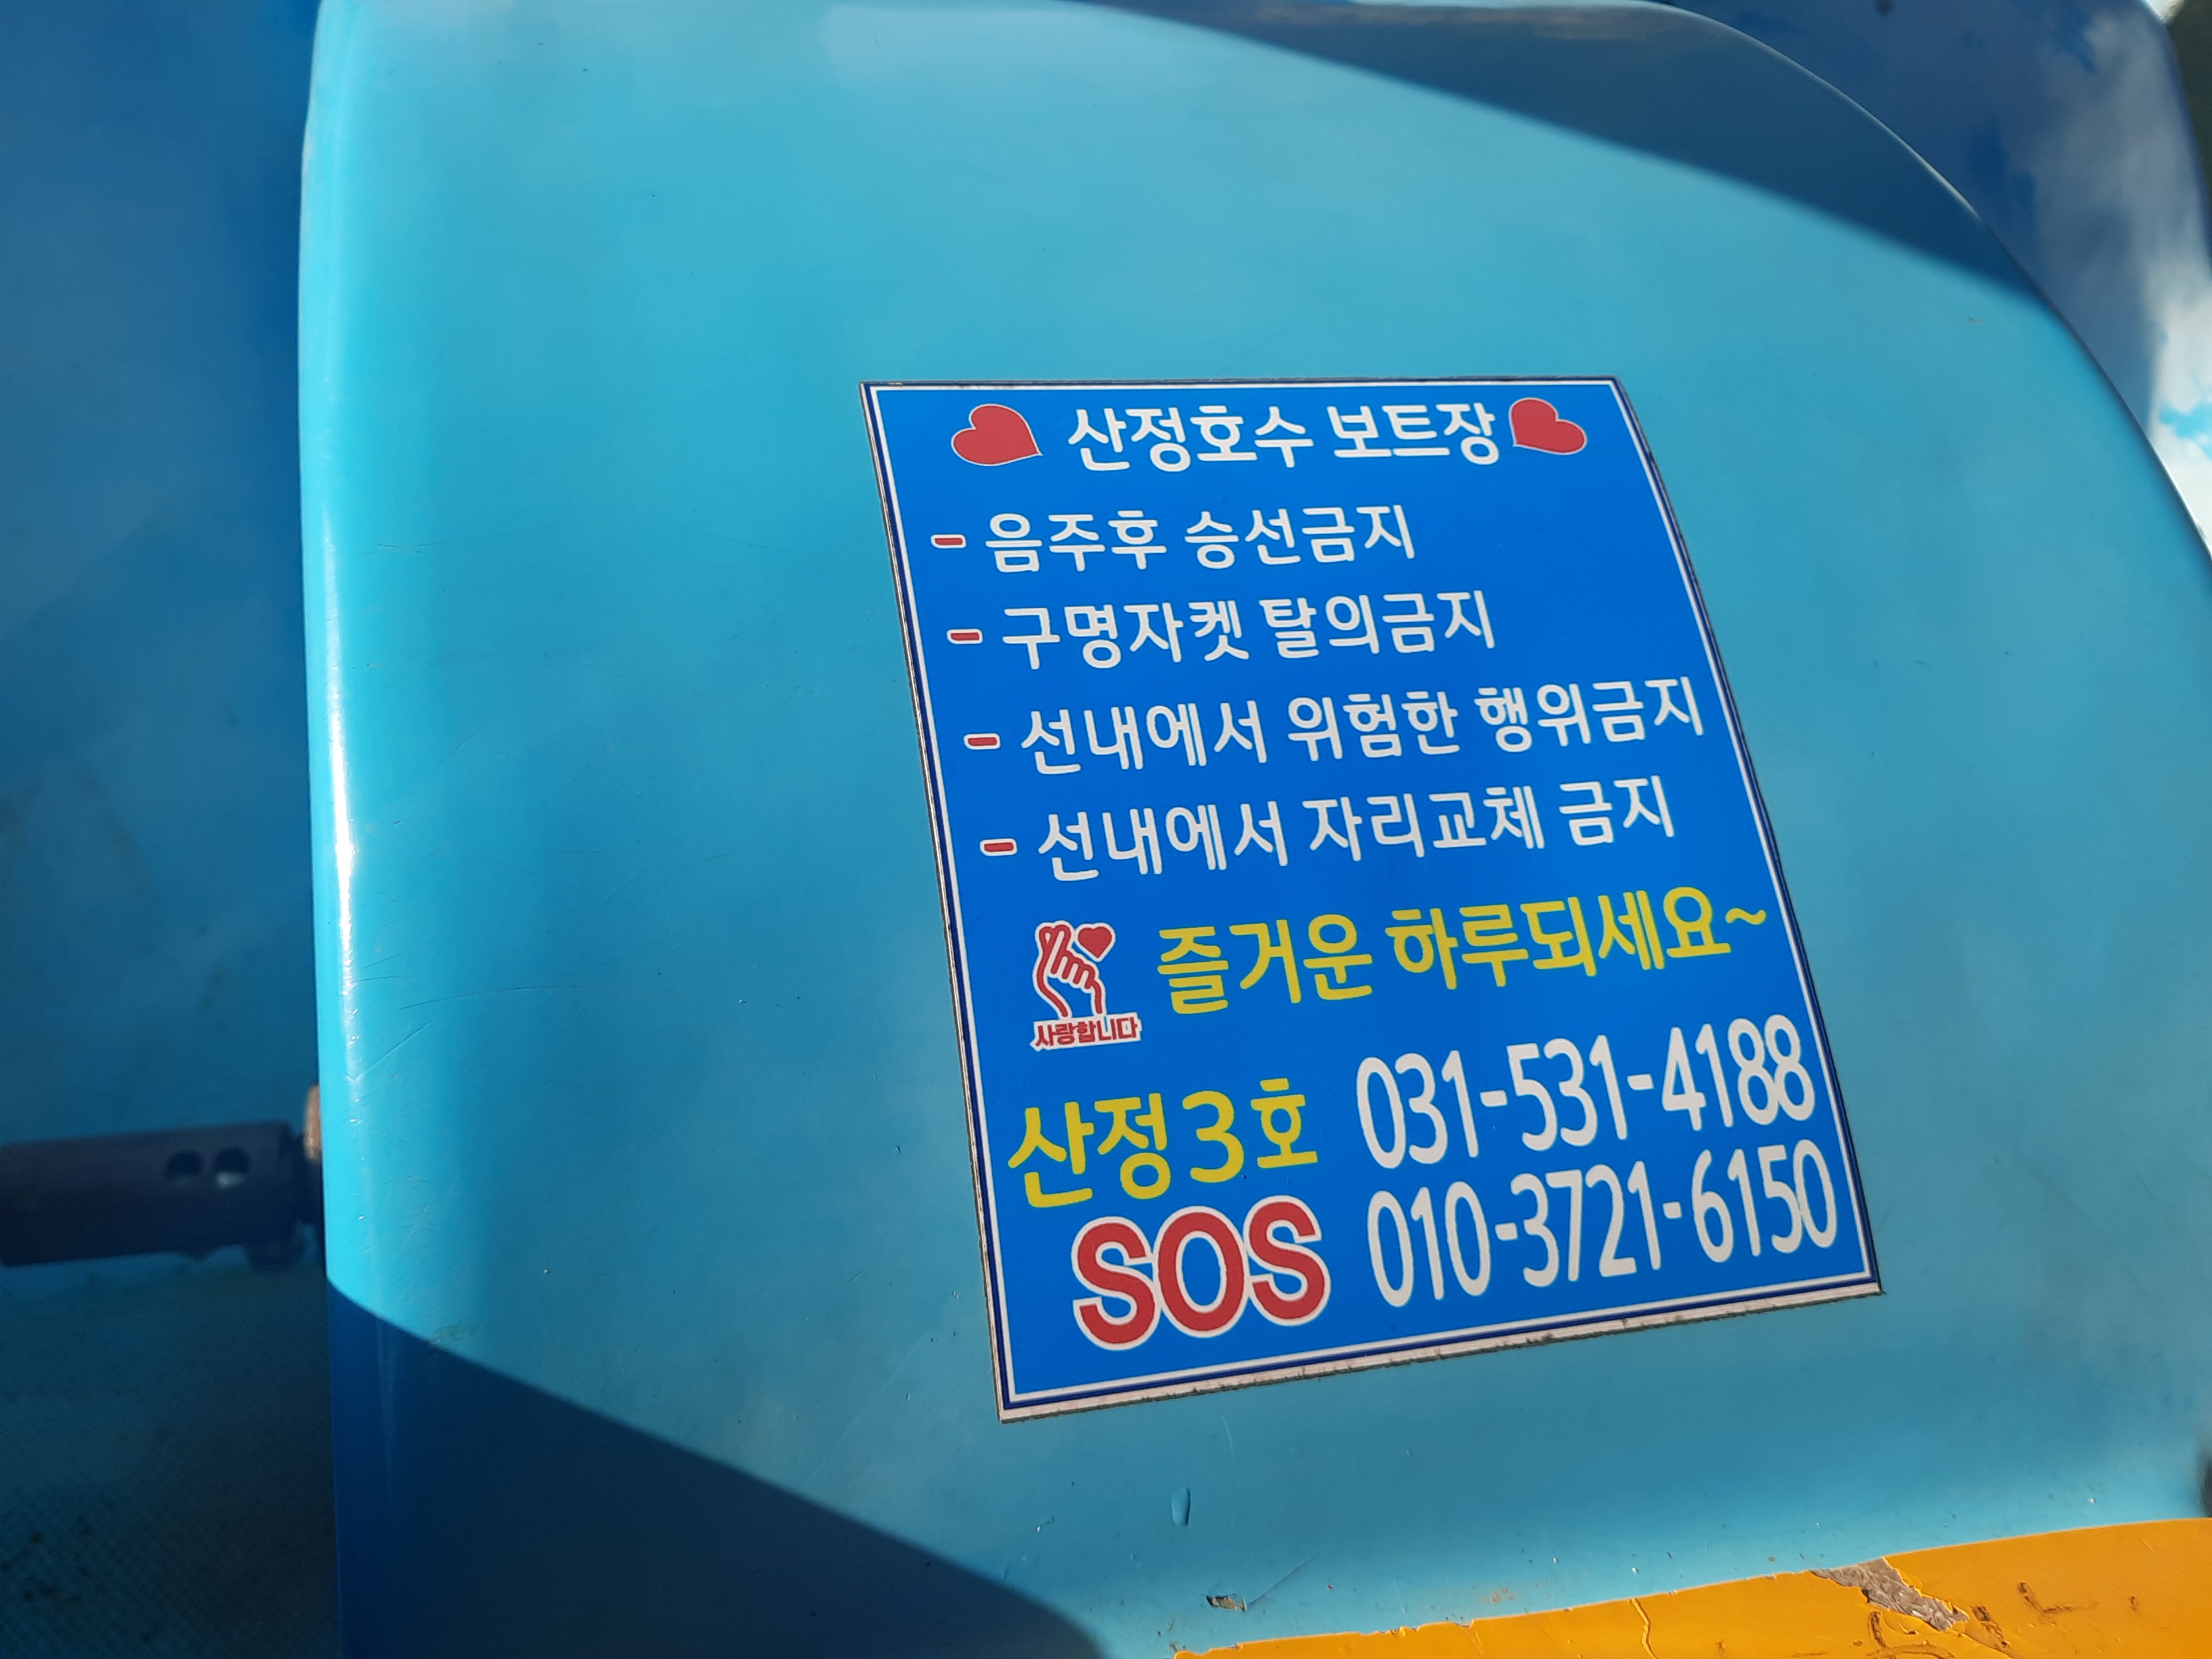 산정호수 보트장
- 음주후 승선금지
- 구명자켓 탈의금지
- 선내에서 위험한 행위금지
- 선내에서 자리교체 금지
즐거운 하루되세요~
사랑합니다
산정3호 031-531-4188
SOS 010-3721-6150